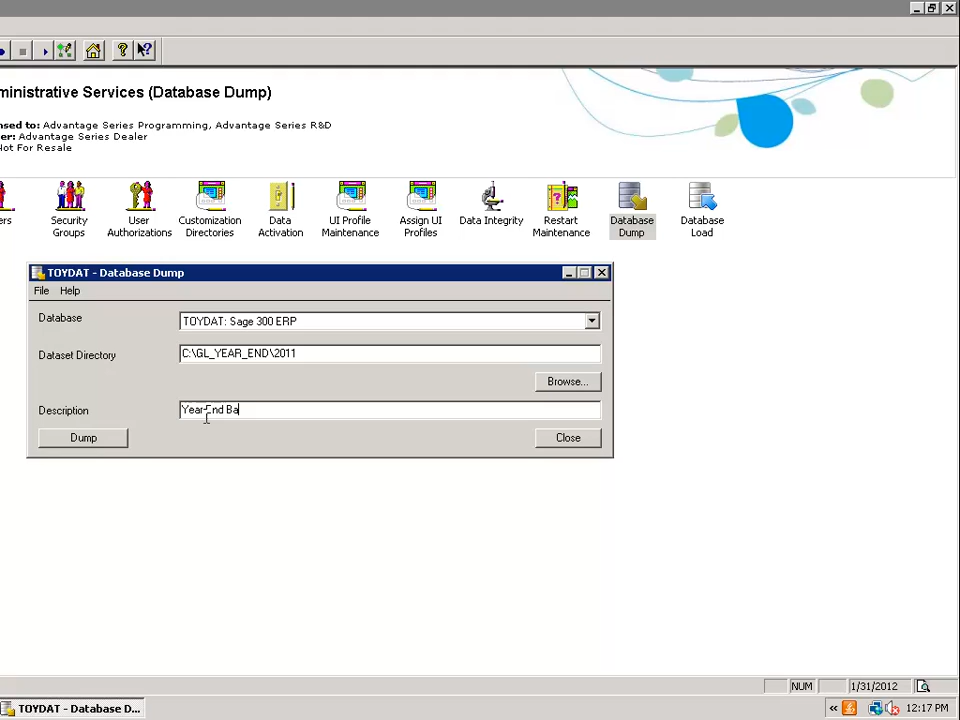 ministrative Services (Database Dump)
nsed to: Advantage Series Programming, Advantage Series R&D
er: Advantage Series Dealer
Not For Resale
ers
Security Groups
User Authorizations
Customization Directories
Data Activation
UI Profile Maintenance
Assign UI Profiles
Data Integrity
Restart Maintenance
Database Dump
Database Load
TOYDAT - Database Dump
File Help
Database
TOYDAT: Sage 300 ERP
Dataset Directory
C:\GL_YEAR_END\2011
Browse...
Description
Year-End Ba
Dump
Close
NUM
1/31/2012
TOYDAT - Database D...
12:17 PM